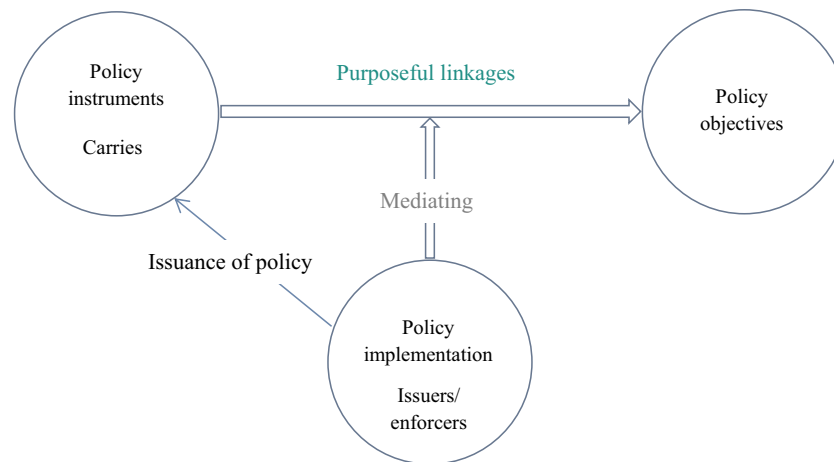 Policy
instruments
Carries
Purposeful linkages
Policy
objectives
Mediating
Issuance of policy
Policy
implementation
Issuers/
enforcers